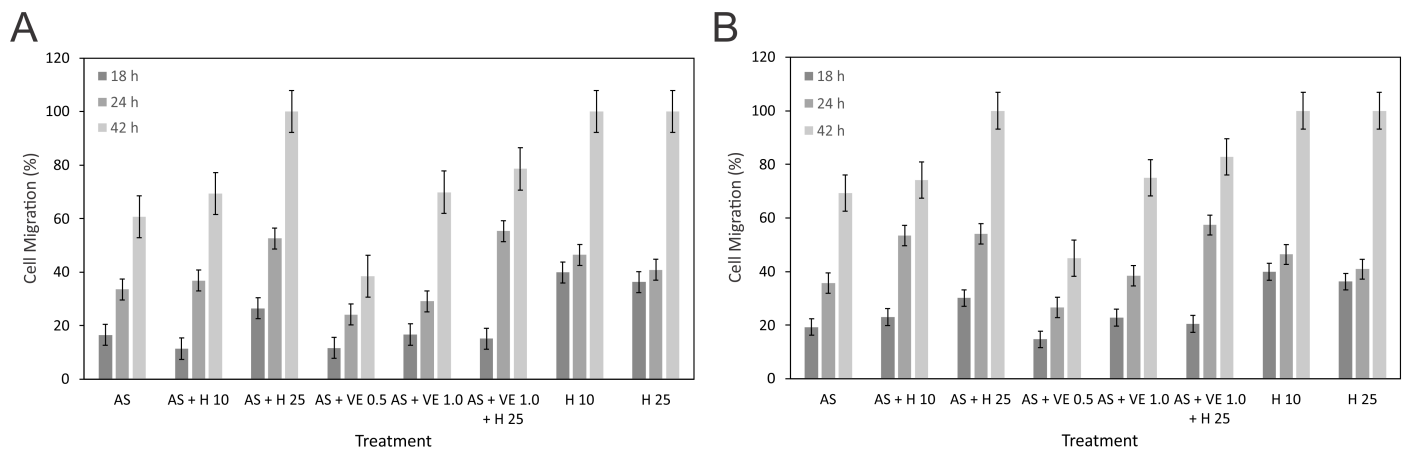 A
120
100
80
60
40
20
0
Cell Migration (%)
18 h
24 h
42 h
AS
AS + H 10
AS + H 25
AS + VE 0.5
AS + VE 1.0
AS + VE 1.0
+ H 25
H 10
H 25
Treatment
B
120
100
80
60
40
20
0
Cell Migration (%)
18 h
24 h
42 h
AS
AS + H 10
AS + H 25
AS + VE 0.5
AS + VE 1.0
AS + VE 1.0
+ H 25
H 10
H 25
Treatment